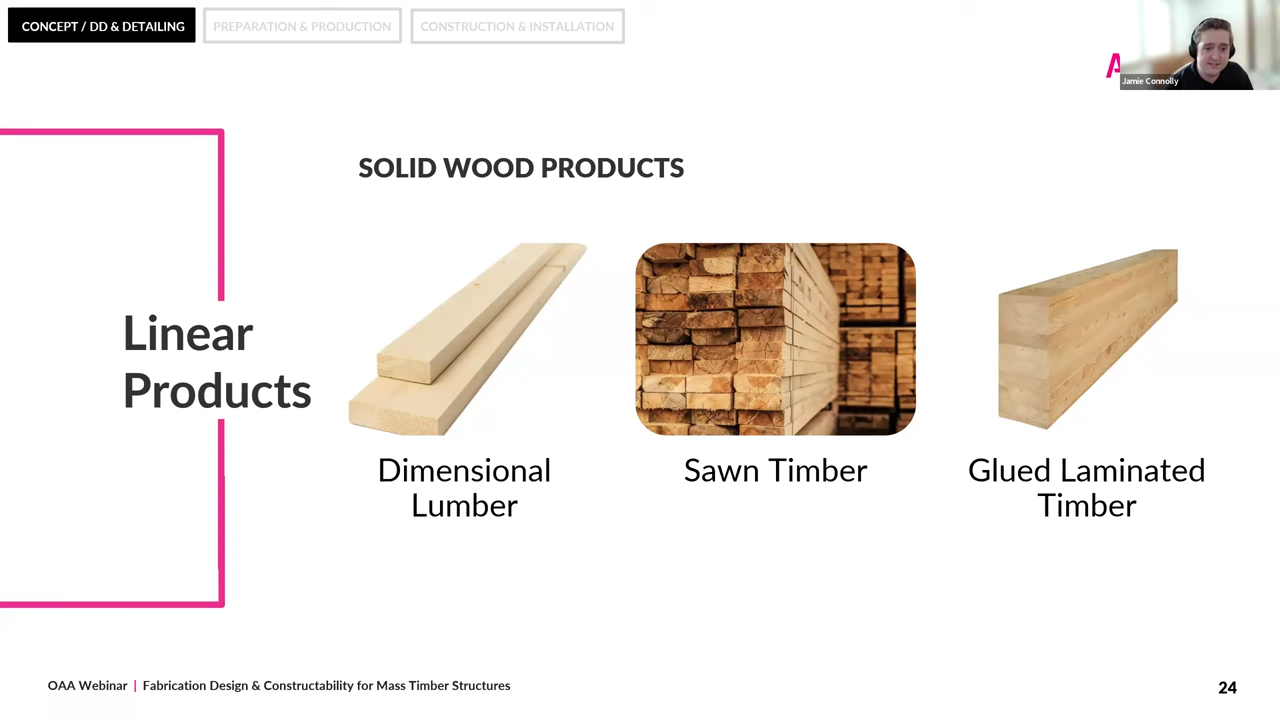 CONCEPT / DD & DETAILING
PREPARATION & PRODUCTION
CONSTRUCTION & INSTALLATION
Jamie Connolly
SOLID WOOD PRODUCTS
Linear
Products
Dimensional
Lumber
Sawn Timber
Glued Laminated
Timber
OAA Webinar | Fabrication Design & Constructability for Mass Timber Structures
24